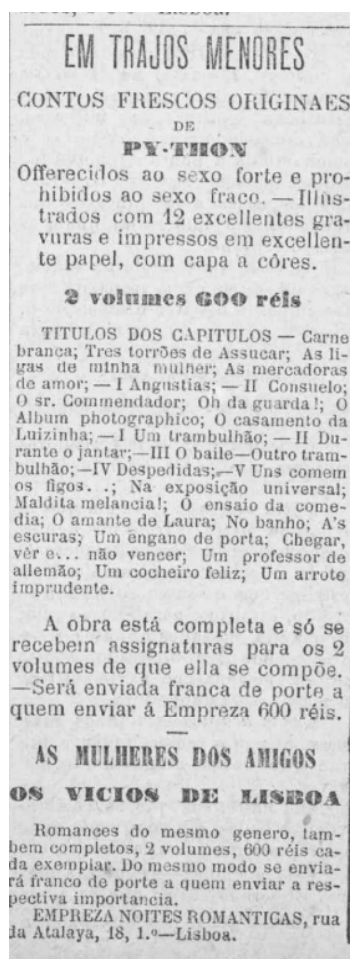 Lisboa.
EM TRAJOS MENORES
CONTOS FRESCOS ORIGINAES
DE
PY-THON
Offerecidos ao sexo forte e pro-
hibidos ao sexo fraco. — Illus-
trados com 12 excellentes gra-
vuras e impressos em excellen-
te papel, com capa a côres.
2 volumes 600 réis
TITULOS DOS CAPITULOS — Carne
branca; Tres torrões de Assucar; As li-
gas de minha mulher; As mercadoras
de amor; — I Angustias; — II Consuelo;
O sr. Commendador; Oh da guarda!; O
Album photographico; O casamento da
Luizinha; — I Um trambulhão; — II Du-
rante o jantar; — III O baile — Outro tram-
bulhão; — IV Despedidas; — V Uns comem
os figos...; Na exposição universal;
Maldita melancia!; O ensaio da come-
dia; O amante de Laura; No banho; A's
escuras; Um engano de porta; Chegar,
vêr e... não vencer; Um professor de
allemão; Um cocheiro feliz; Um arroto
imprudente.
A obra está completa e só se
recebem assignaturas para os 2
volumes de que ella se compõe.
— Será enviada franca de porte a
quem enviar á Empreza 600 réis.
AS MULHERES DOS AMIGOS
OS VICIOS DE LISBOA
Romances do mesmo genero, tam-
bem completos, 2 volumes, 600 réis ca-
da exemplar. Do mesmo modo se envia-
rá franco de porte a quem enviar a res-
pectiva importancia.
EMPREZA NOITES ROMANTICAS, rua
da Atalaya, 18, 1.º — Lisboa.